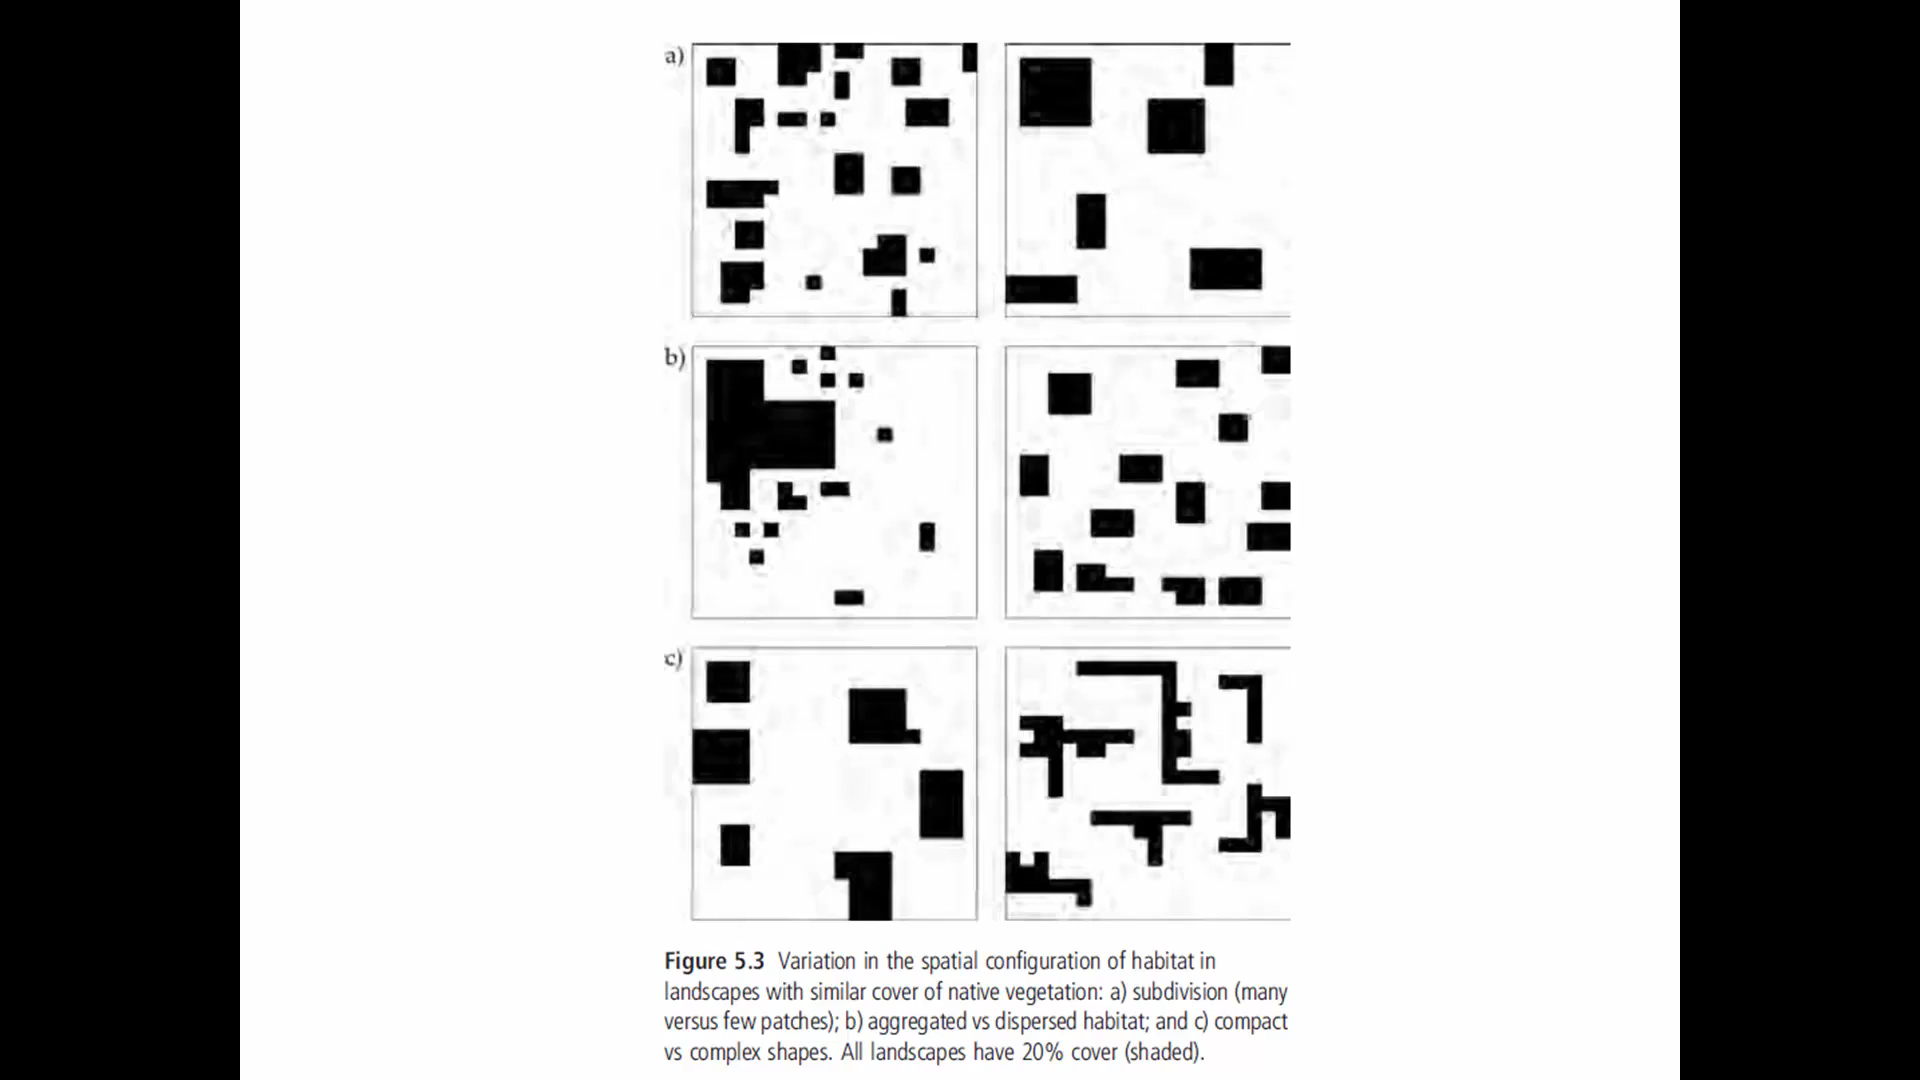 a)
b)
c)
Figure 5.3 Variation in the spatial configuration of habitat in
landscapes with similar cover of native vegetation: a) subdivision (many
versus few patches); b) aggregated vs dispersed habitat; and c) compact
vs complex shapes. All landscapes have 20% cover (shaded).